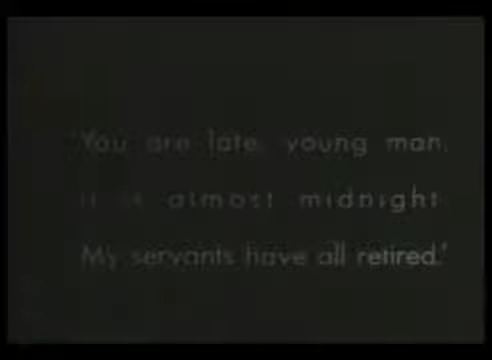 "You are late, young man.
It is almost midnight.
My servants have all retired."